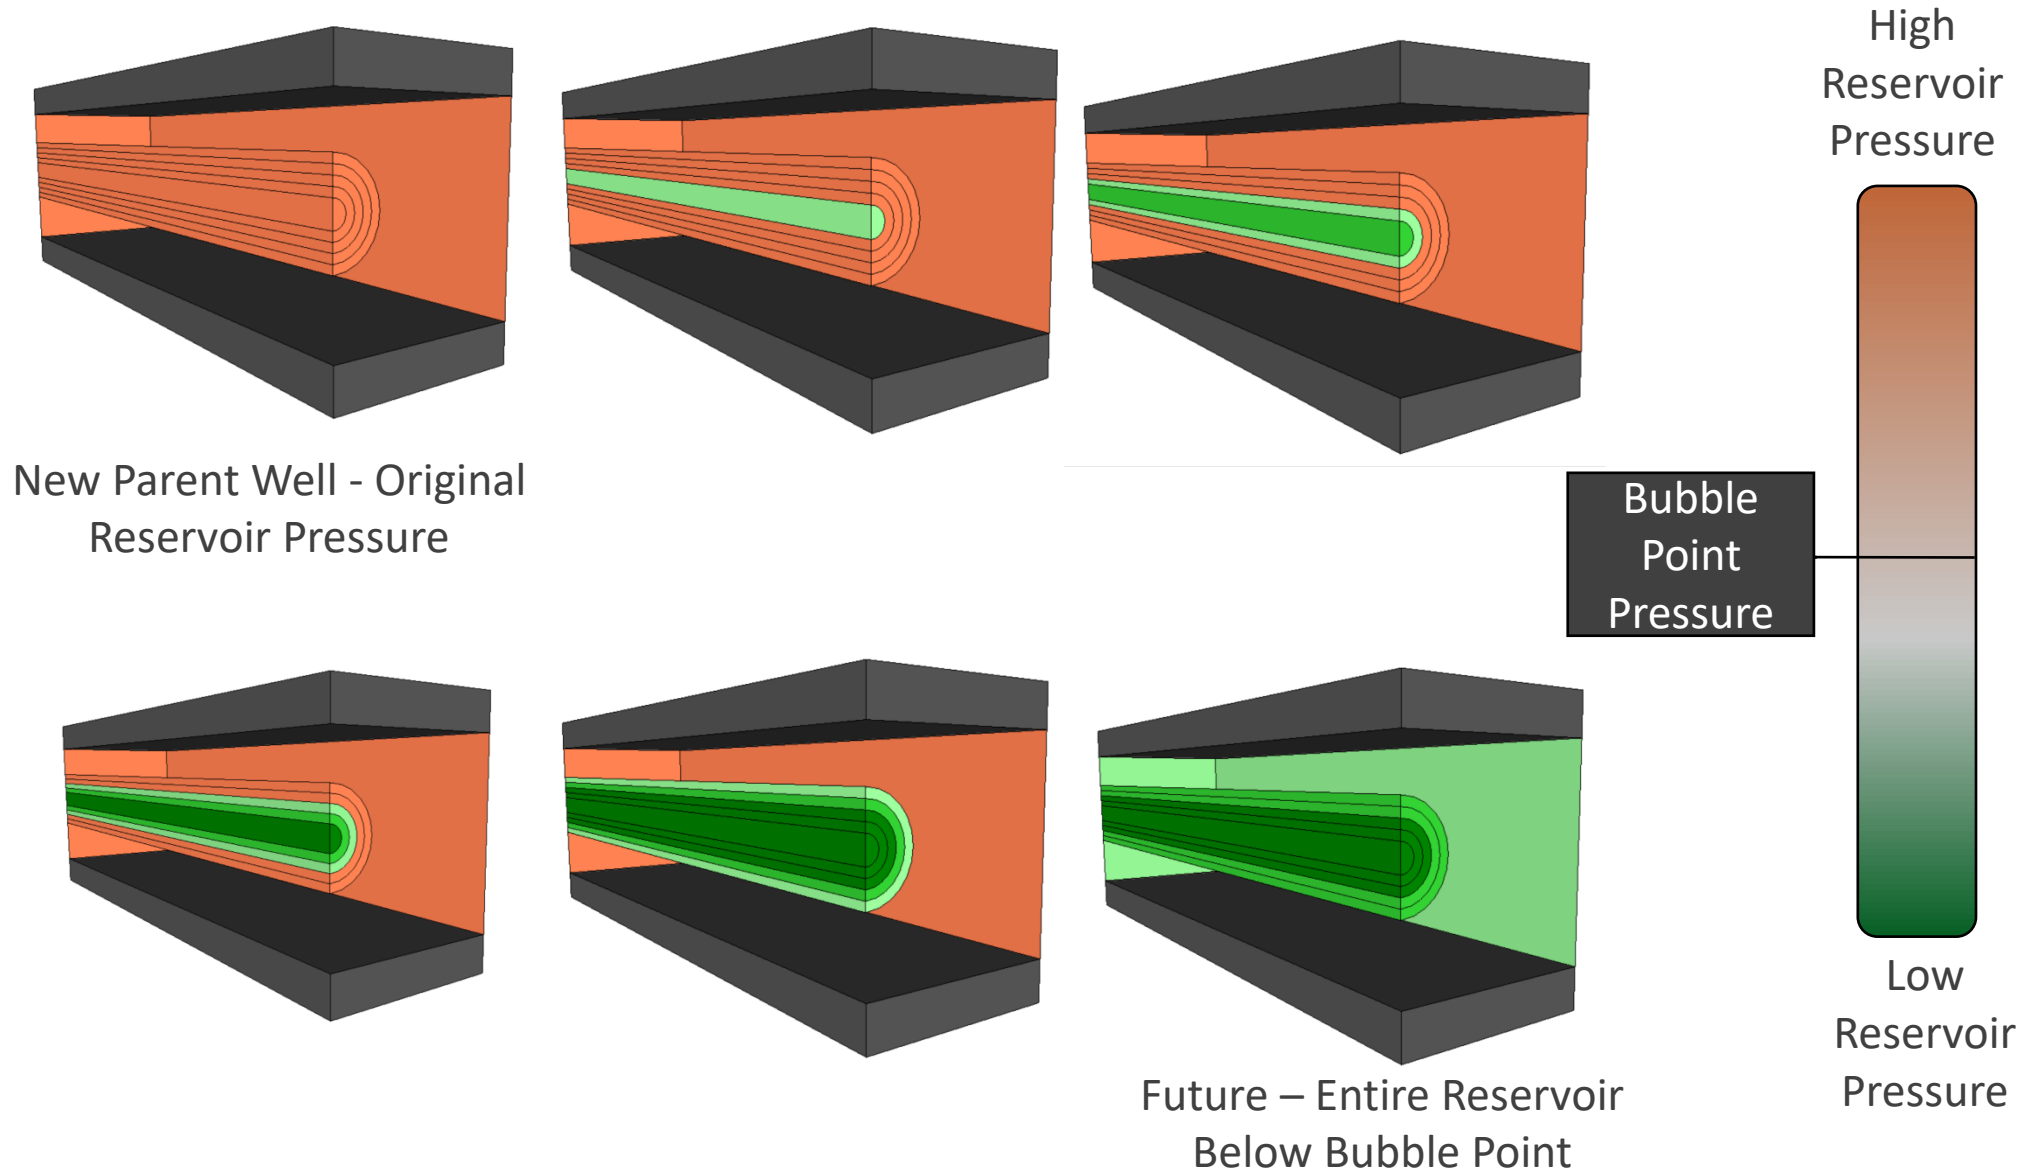 High
Reservoir
Pressure
New Parent Well - Original
Reservoir Pressure
Bubble
Point
Pressure
Low
Reservoir
Pressure
Future – Entire Reservoir
Below Bubble Point